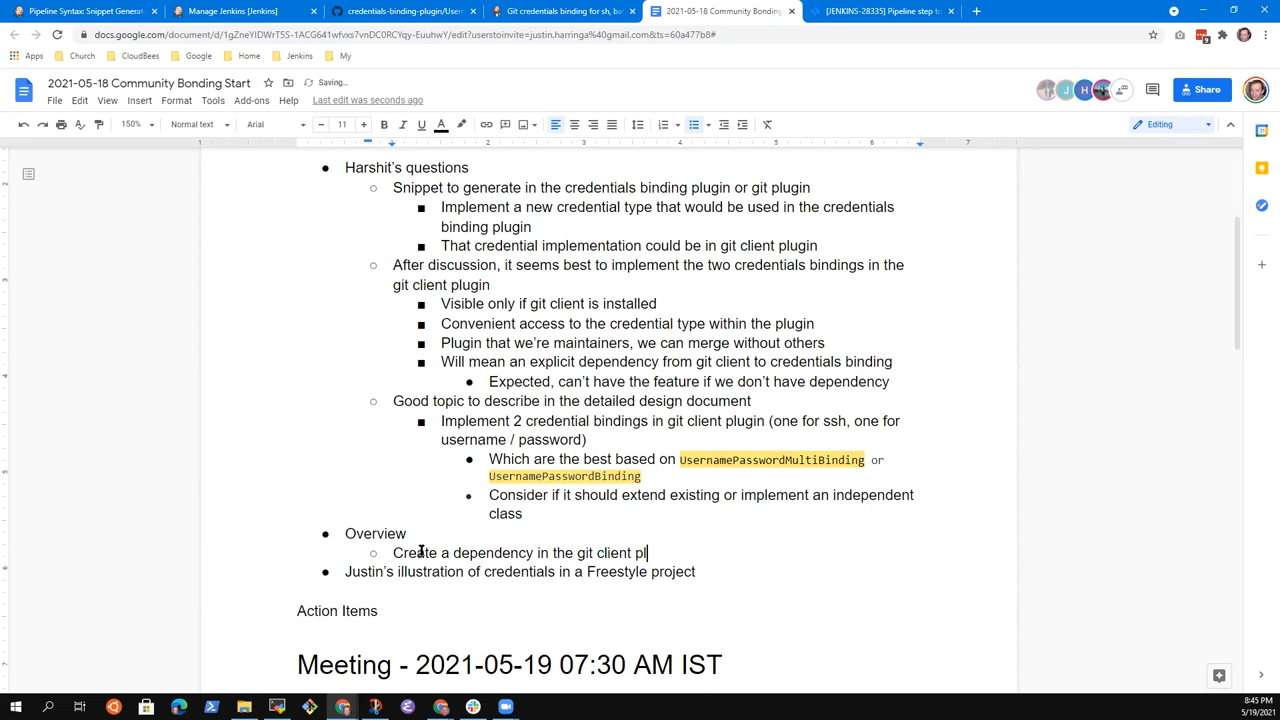 Pipeline Syntax: Snippet Generat
Manage Jenkins [Jenkins]
credentials-binding-plugin/User
Git credentials binding for sh, ba
2021-05-18 Community Bonding
[JENKINS-28335] Pipeline step to
docs.google.com/document/d/1gZneYlDWrT5S-1ACG641wfvxs7vnDC0RCYqy-EuuhwY/edit?userstoinvite=justin.harringa%40gmail.com&ts=60a477b8#
Apps
Church
CloudBees
Google
Home
Jenkins
My
2021-05-18 Community Bonding Start
Saving...
File Edit View Insert Format Tools Add-ons Help Last edit was seconds ago
Share
150% Normal text Arial 11 Editing
Harshit's questions
Snippet to generate in the credentials binding plugin or git plugin
Implement a new credential type that would be used in the credentials
binding plugin
That credential implementation could be in git client plugin
After discussion, it seems best to implement the two credentials bindings in the
git client plugin
Visible only if git client is installed
Convenient access to the credential type within the plugin
Plugin that we're maintainers, we can merge without others
Will mean an explicit dependency from git client to credentials binding
Expected, can't have the feature if we don't have dependency
Good topic to describe in the detailed design document
Implement 2 credential bindings in git client plugin (one for ssh, one for
username / password)
Which are the best based on UsernamePasswordMultiBinding or
UsernamePasswordBinding
Consider if it should extend existing or implement an independent
class
Overview
Create a dependency in the git client pl
Justin's illustration of credentials in a Freestyle project
Action Items
Meeting - 2021-05-19 07:30 AM IST
8:45 PM
5/19/2021